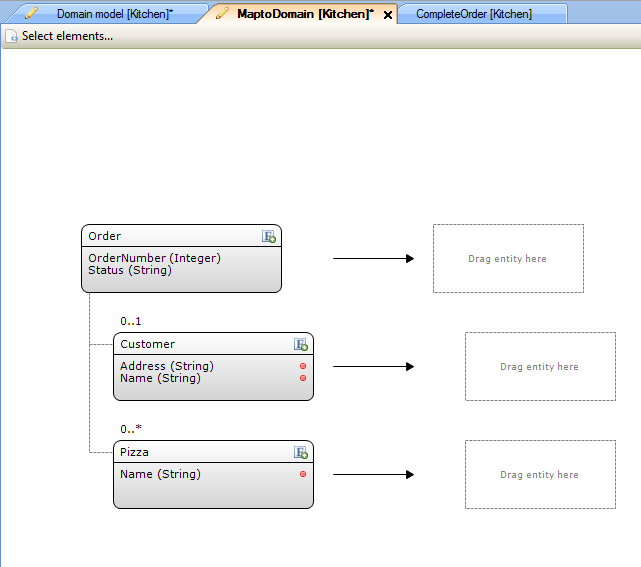 Domain model [Kitchen]*
MaptoDomain [Kitchen]*
CompleteOrder [Kitchen]
Select elements...
Order
OrderNumber (Integer)
Status (String)
Drag entity here
0..1
Customer
Address (String)
Name (String)
Drag entity here
0..*
Pizza
Name (String)
Drag entity here